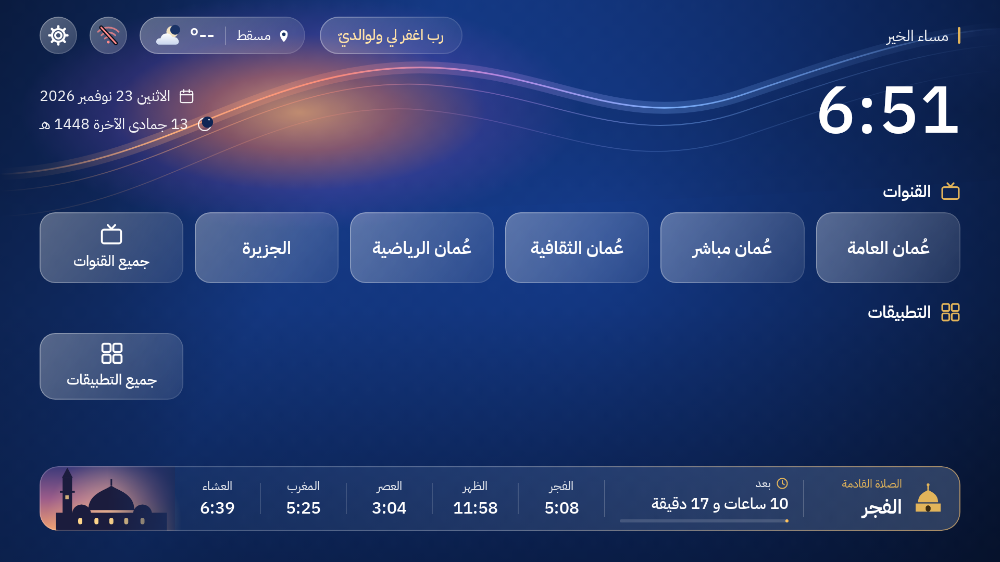 مساء الخير
رب اغفر لي ولوالديّ
مسقط
--°
6:51
الاثنين 23 نوفمبر 2026
13 جمادى الآخرة 1448 هـ
القنوات
عُمان العامة
عُمان مباشر
عُمان الثقافية
عُمان الرياضية
الجزيرة
جميع القنوات
التطبيقات
جميع التطبيقات
الصلاة القادمة
الفجر
بعد
10 ساعات و 17 دقيقة
الفجر
5:08
الظهر
11:58
العصر
3:04
المغرب
5:25
العشاء
6:39